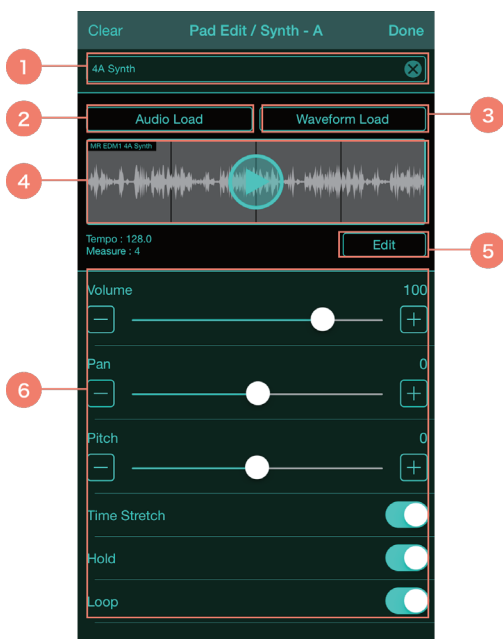 Clear Pad Edit / Synth - A Done
1
4A Synth
2
Audio Load Waveform Load
3
4
MR EDM1 4A Synth
Tempo : 128.0
Measure : 4
Edit
5
6
Volume 100
Pan 0
Pitch 0
Time Stretch
Hold
Loop